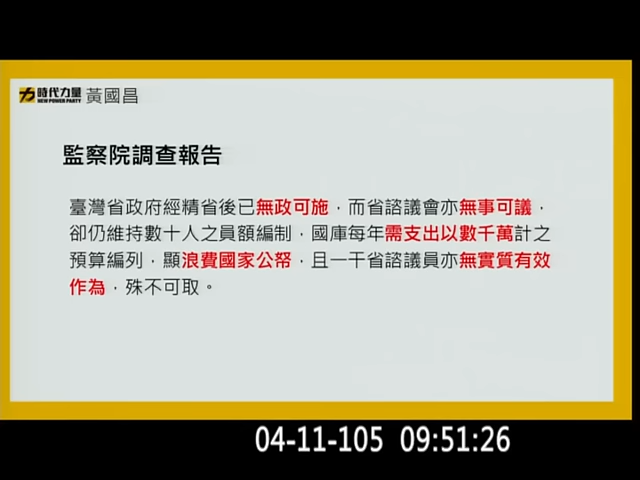 力 時代力量 黃國昌
NEW POWER PARTY
監察院調查報告
臺灣省政府經精省後已無政可施，而省諮議會亦無事可議，
卻仍維持數十人之員額編制，國庫每年需支出以數千萬計之
預算編列，顯浪費國家公帑，且一干省諮議員亦無實質有效
作為，殊不可取。
04-11-105 09:51:26